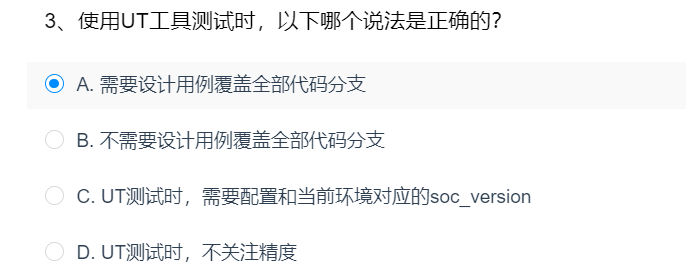 3、使用UT工具测试时，以下哪个说法是正确的？
A. 需要设计用例覆盖全部代码分支
B. 不需要设计用例覆盖全部代码分支
C. UT测试时，需要配置和当前环境对应的soc_version
D. UT测试时，不关注精度